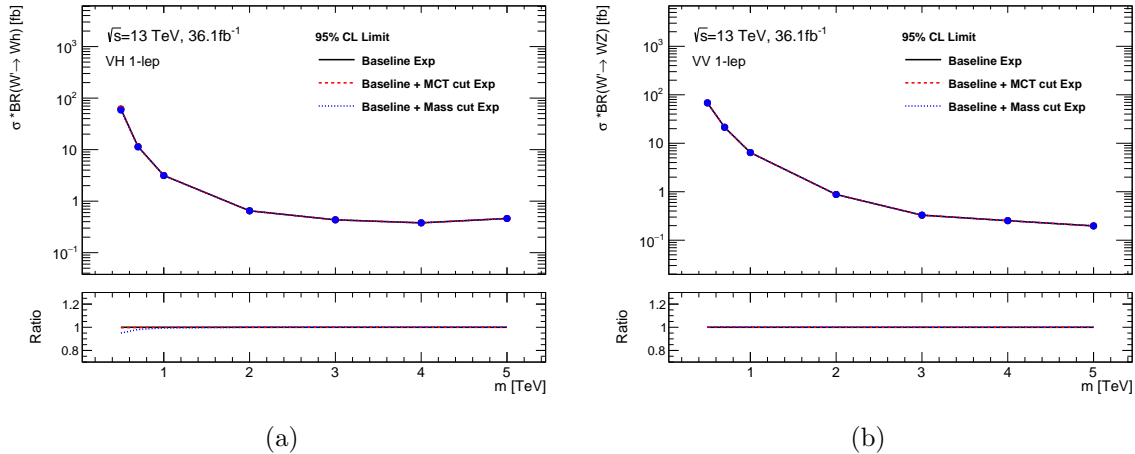 σ *BR(W'→ Wh) [fb]
10³
10²
10
1
10⁻¹
√s=13 TeV, 36.1fb⁻¹
VH 1-lep
95% CL Limit
Baseline Exp
Baseline + MCT cut Exp
Baseline + Mass cut Exp
Ratio
1.2
1
0.8
1 2 3 4 5
m [TeV]
(a)
σ *BR(W'→ WZ) [fb]
10³
10²
10
1
10⁻¹
√s=13 TeV, 36.1fb⁻¹
VV 1-lep
95% CL Limit
Baseline Exp
Baseline + MCT cut Exp
Baseline + Mass cut Exp
Ratio
1.2
1
0.8
1 2 3 4 5
m [TeV]
(b)